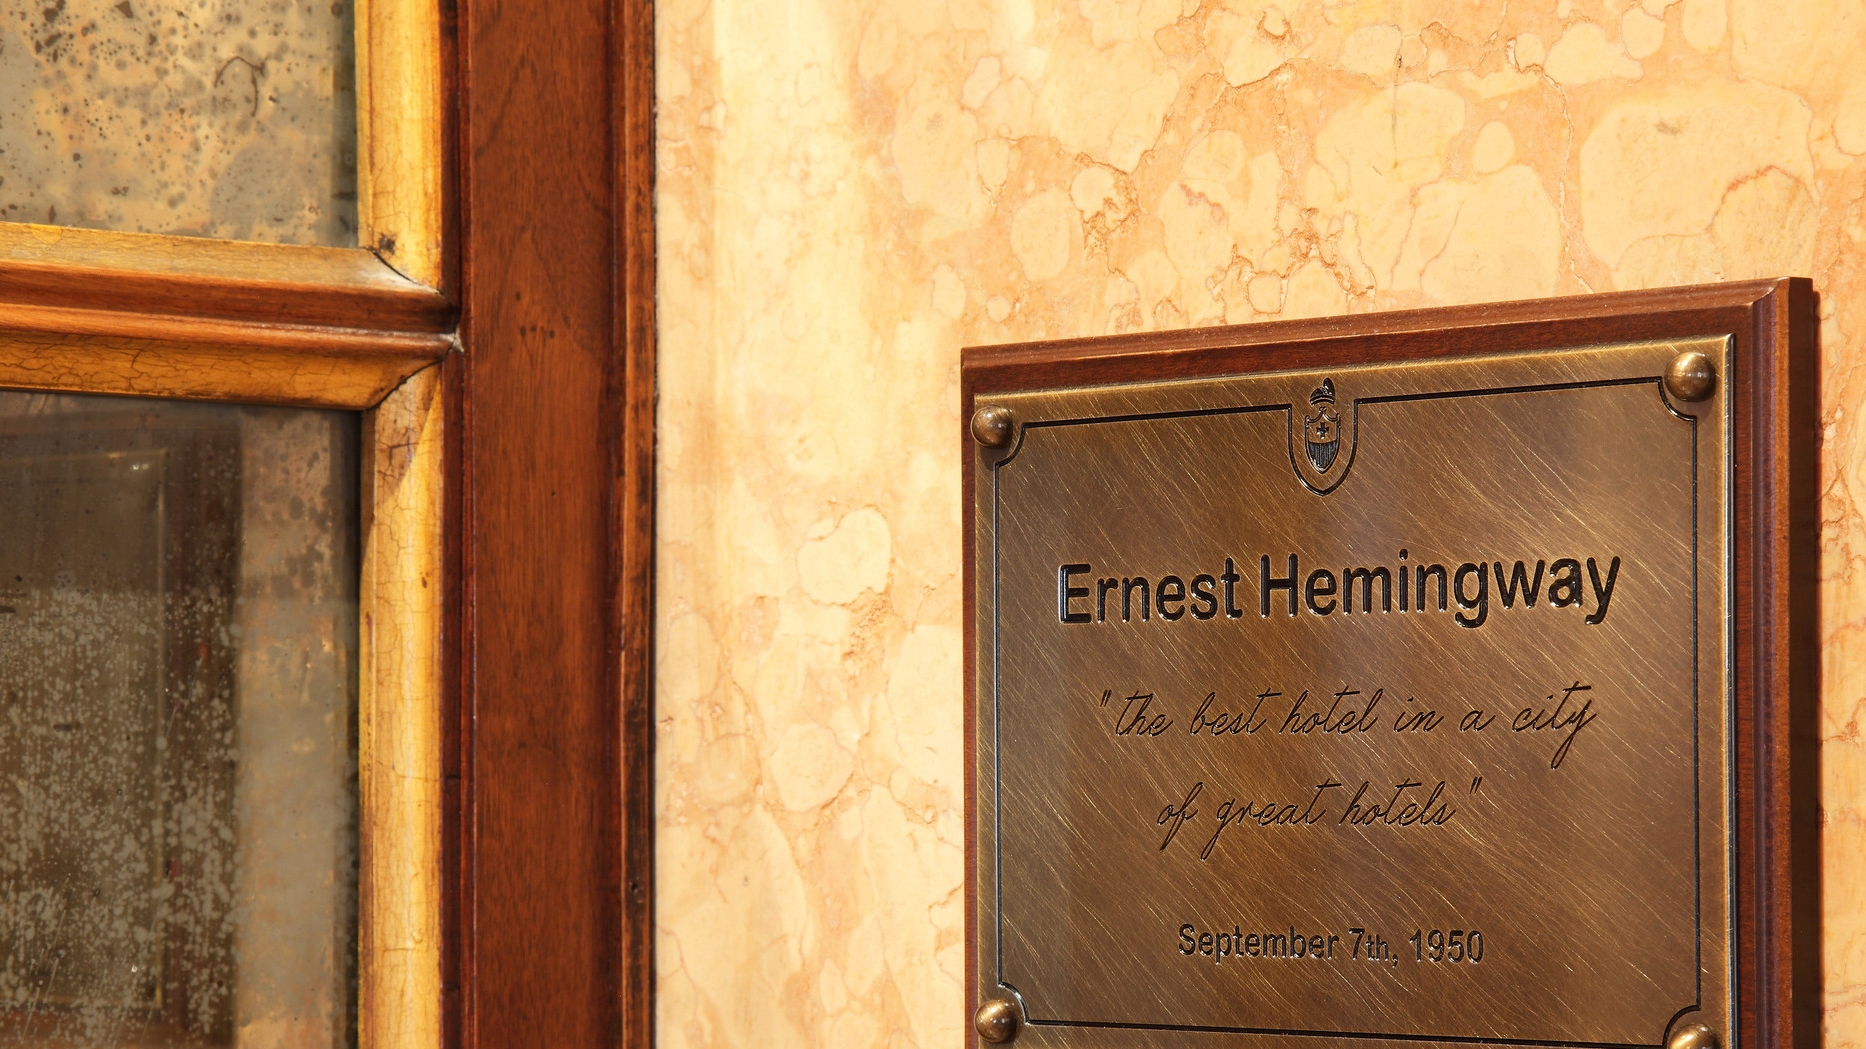 Ernest Hemingway
"the best hotel in a city
of great hotels"
September 7th, 1950